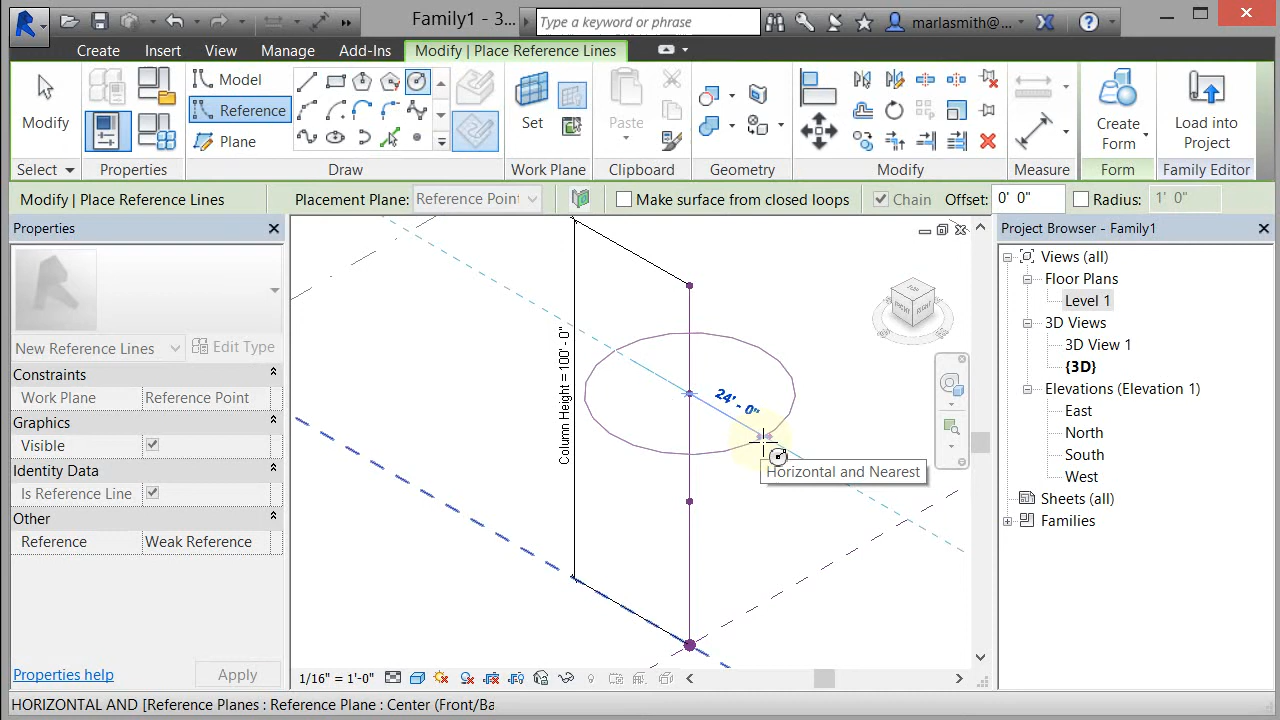 Family1 - 3...
Type a keyword or phrase
marlasmith@...
Create
Insert
View
Manage
Add-Ins
Modify | Place Reference Lines
Modify
Model
Reference
Plane
Set
Paste
Create
Form
Load into
Project
Select
Properties
Draw
Work Plane
Clipboard
Geometry
Modify
Measure
Form
Family Editor
Modify | Place Reference Lines
Placement Plane:
Reference Point
Make surface from closed loops
Chain
Offset:
0' 0"
Radius:
1' 0"
Properties
New Reference Lines
Edit Type
Constraints
Work Plane
Reference Point
Graphics
Visible
Identity Data
Is Reference Line
Other
Reference
Weak Reference
Properties help
Apply
Column Height = 100' - 0"
24' - 0"
Horizontal and Nearest
TOP
FRONT
RIGHT
Project Browser - Family1
Views (all)
Floor Plans
Level 1
3D Views
3D View 1
{3D}
Elevations (Elevation 1)
East
North
South
West
Sheets (all)
Families
1/16" = 1'-0"
HORIZONTAL AND [Reference Planes : Reference Plane : Center (Front/Ba